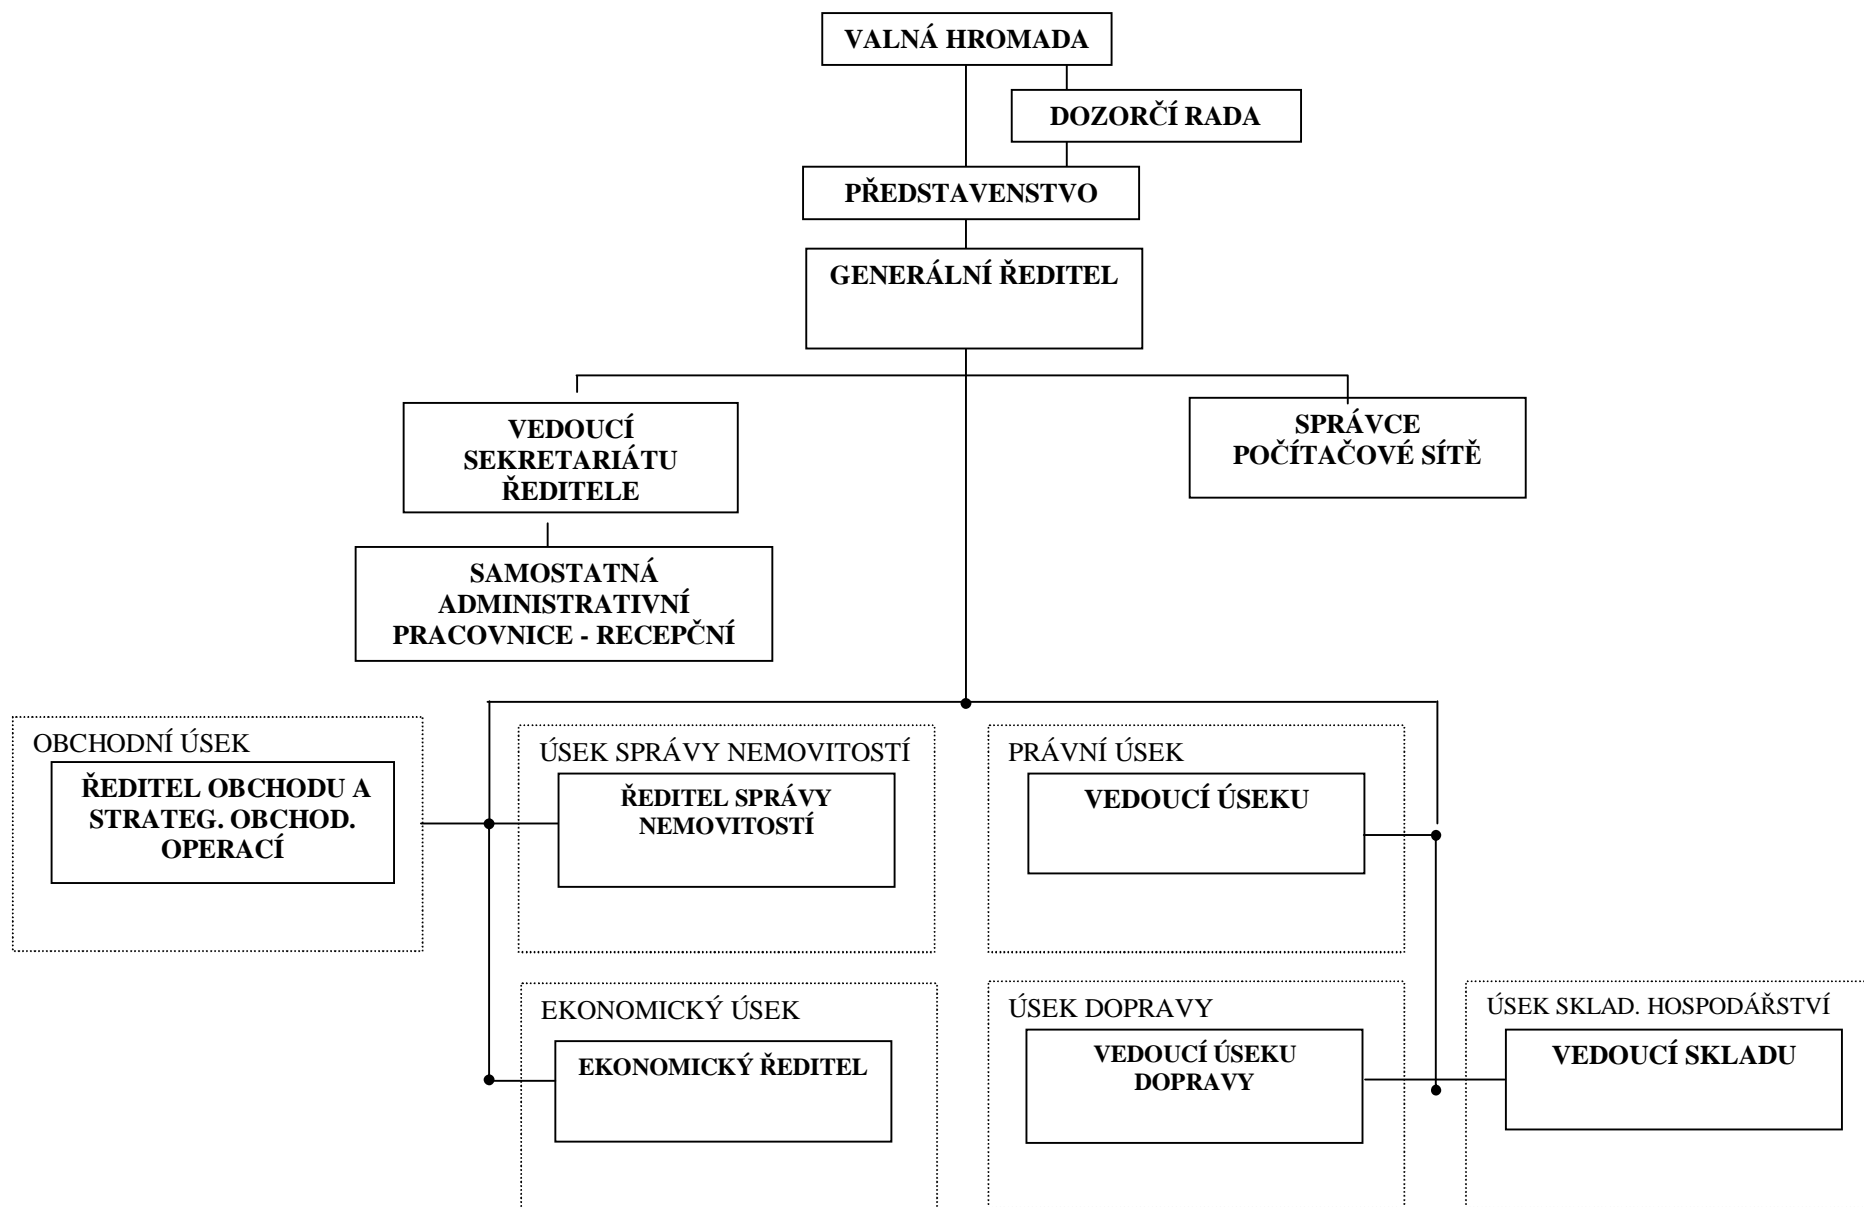 VALNÁ HROMADA
DOZORČÍ RADA
PŘEDSTAVENSTVO
GENERÁLNÍ ŘEDITEL
VEDOUCÍ
SEKRETARIÁTU
ŘEDITELE
SPRÁVCE
POČÍTAČOVÉ SÍTĚ
SAMOSTATNÁ
ADMINISTRATIVNÍ
PRACOVNICE - RECEPČNÍ
OBCHODNÍ ÚSEK
ŘEDITEL OBCHODU A
STRATEG. OBCHOD.
OPERACÍ
ÚSEK SPRÁVY NEMOVITOSTÍ
ŘEDITEL SPRÁVY
NEMOVITOSTÍ
PRÁVNÍ ÚSEK
VEDOUCÍ ÚSEKU
EKONOMICKÝ ÚSEK
EKONOMICKÝ ŘEDITEL
ÚSEK DOPRAVY
VEDOUCÍ ÚSEKU
DOPRAVY
ÚSEK SKLAD. HOSPODÁŘSTVÍ
VEDOUCÍ SKLADU